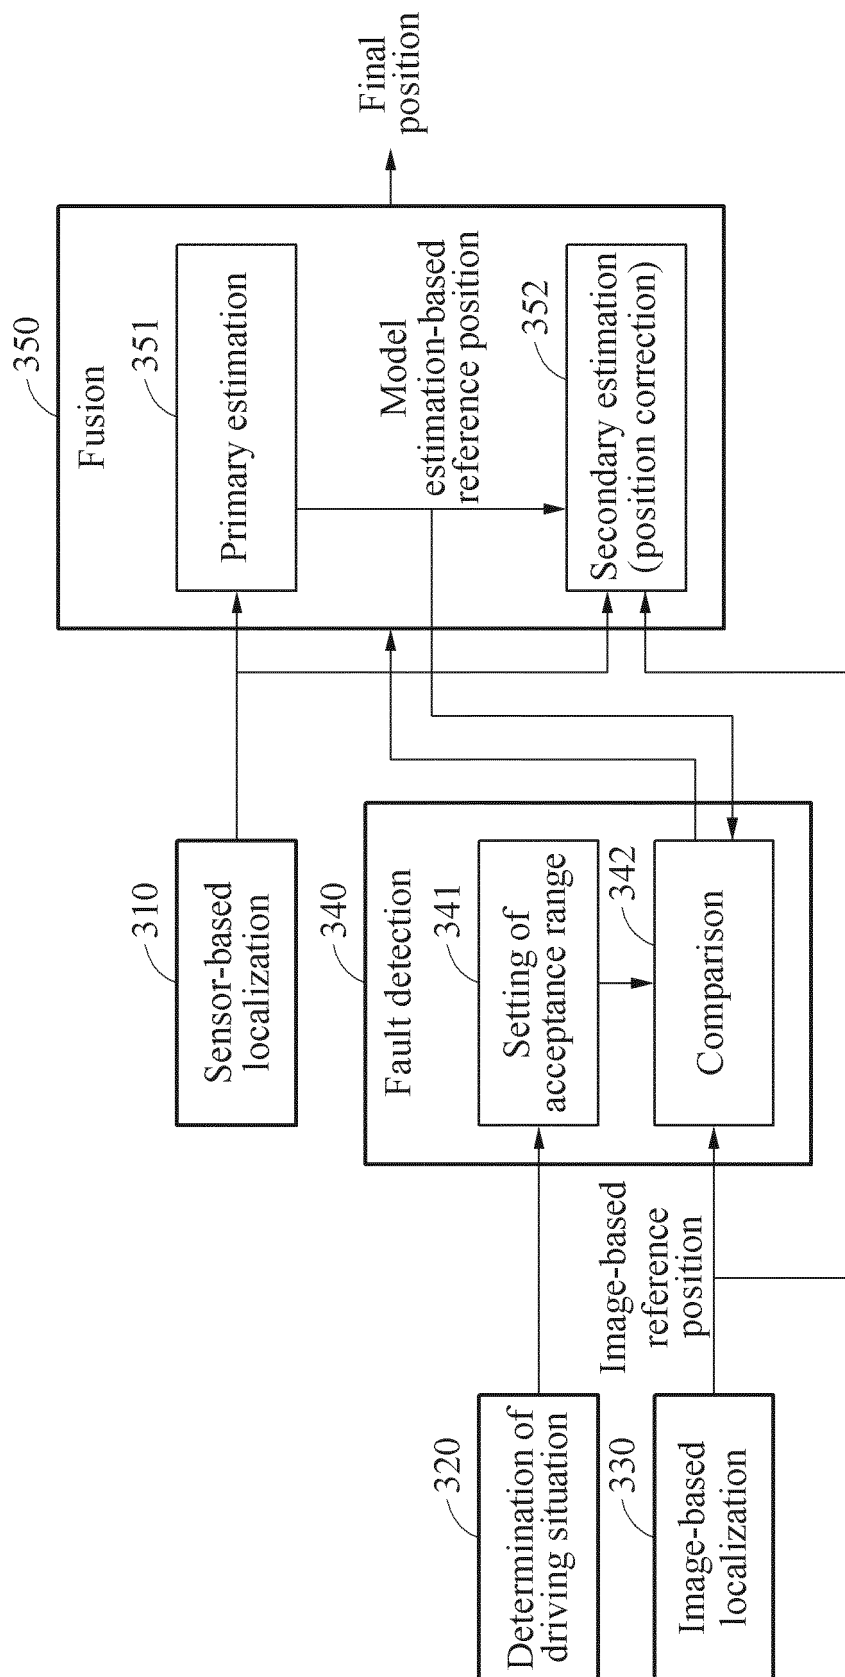 310
Sensor-based
localization
320
Determination of
driving situation
330
Image-based
localization
Image-based
reference
position
340
Fault detection
341
Setting of
acceptance range
342
Comparison
350
Fusion
351
Primary estimation
Model
estimation-based
reference position
352
Secondary estimation
(position correction)
Final
position